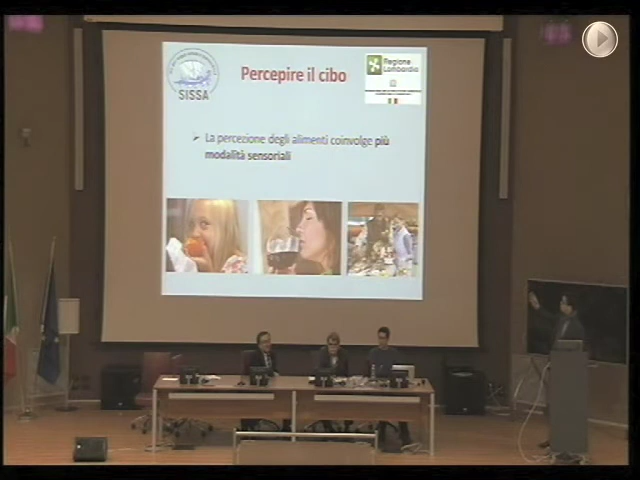 Percepire il cibo
SISSA
Regione
Lombardia
La percezione degli alimenti coinvolge più
modalità sensoriali